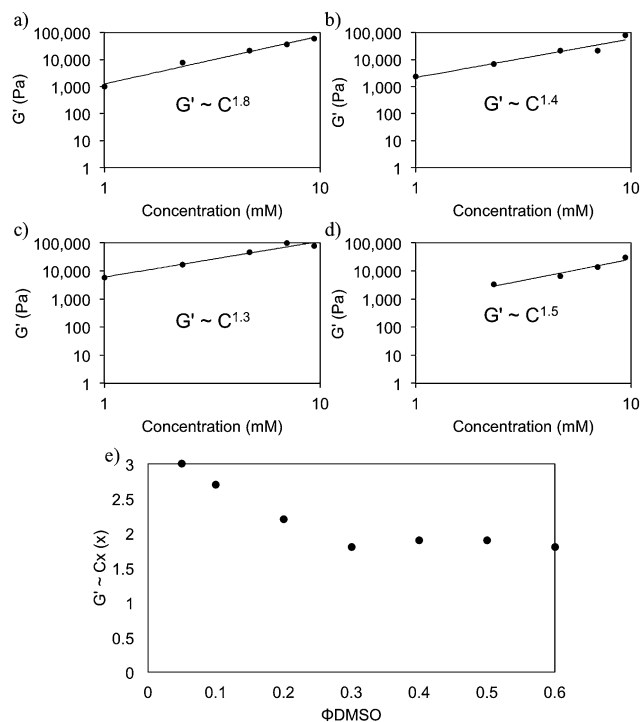 a)
100,000
10,000
1,000
100
10
1
G' (Pa)
G' ~ C1.8
1
10
Concentration (mM)
b)
100,000
10,000
1,000
100
10
1
G' (Pa)
G' ~ C1.4
1
10
Concentration (mM)
c)
100,000
10,000
1,000
100
10
1
G' (Pa)
G' ~ C1.3
1
10
Concentration (mM)
d)
100,000
10,000
1,000
100
10
1
G' (Pa)
G' ~ C1.5
1
10
Concentration (mM)
e)
3
2.5
2
1.5
1
0.5
0
G' ~ Cx (x)
0 0.1 0.2 0.3 0.4 0.5 0.6
ΦDMSO